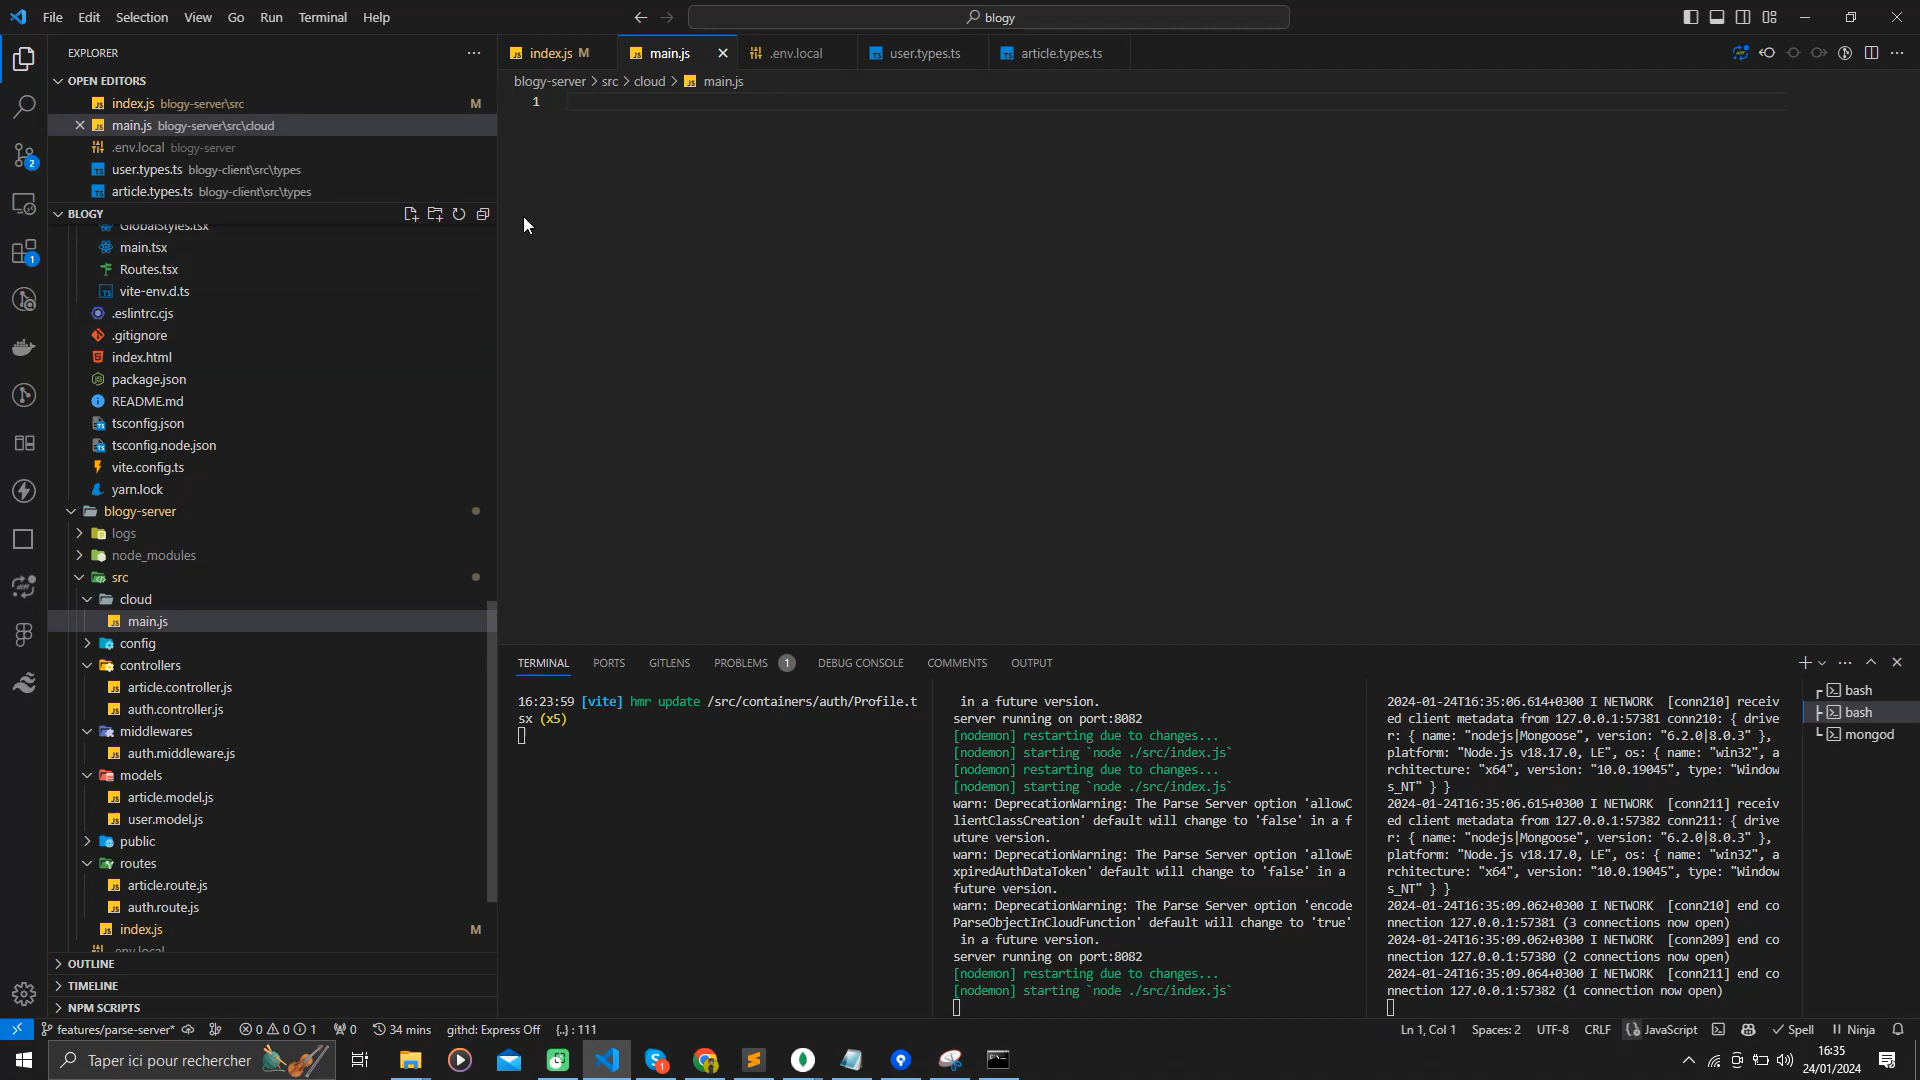 File Edit Selection View Go Run Terminal Help
blogy
EXPLORER
OPEN EDITORS
index.js blogy-server\src M
main.js blogy-server\src\cloud
.env.local blogy-server
user.types.ts blogy-client\src\types
article.types.ts blogy-client\src\types
BLOGY
GlobalStyles.tsx
main.tsx
Routes.tsx
vite-env.d.ts
.eslintrc.cjs
.gitignore
index.html
package.json
README.md
tsconfig.json
tsconfig.node.json
vite.config.ts
yarn.lock
blogy-server
logs
node_modules
src
cloud
main.js
config
controllers
article.controller.js
auth.controller.js
middlewares
auth.middleware.js
models
article.model.js
user.model.js
public
routes
article.route.js
auth.route.js
index.js M
.env.local
OUTLINE
TIMELINE
NPM SCRIPTS
index.js M main.js .env.local user.types.ts article.types.ts
blogy-server > src > cloud > main.js
1
TERMINAL PORTS GITLENS PROBLEMS 1 DEBUG CONSOLE COMMENTS OUTPUT
16:23:59 [vite] hmr update /src/containers/auth/Profile.t
sx (x5)
in a future version.
server running on port:8082
[nodemon] restarting due to changes...
[nodemon] starting `node ./src/index.js`
[nodemon] restarting due to changes...
[nodemon] starting `node ./src/index.js`
warn: DeprecationWarning: The Parse Server option 'allowC
lientClassCreation' default will change to 'false' in a f
uture version.
warn: DeprecationWarning: The Parse Server option 'allowE
xpiredAuthDataToken' default will change to 'false' in a
future version.
warn: DeprecationWarning: The Parse Server option 'encode
ParseObjectInCloudFunction' default will change to 'true'
in a future version.
server running on port:8082
[nodemon] restarting due to changes...
[nodemon] starting `node ./src/index.js`
2024-01-24T16:35:06.614+0300 I NETWORK [conn210] receiv
ed client metadata from 127.0.0.1:57381 conn210: { drive
r: { name: "nodejs|Mongoose", version: "6.2.0|8.0.3" },
platform: "Node.js v18.17.0, LE", os: { name: "win32", a
rchitecture: "x64", version: "10.0.19045", type: "Window
s_NT" } }
2024-01-24T16:35:06.615+0300 I NETWORK [conn211] receiv
ed client metadata from 127.0.0.1:57382 conn211: { drive
r: { name: "nodejs|Mongoose", version: "6.2.0|8.0.3" },
platform: "Node.js v18.17.0, LE", os: { name: "win32", a
rchitecture: "x64", version: "10.0.19045", type: "Window
s_NT" } }
2024-01-24T16:35:09.062+0300 I NETWORK [conn210] end co
nnection 127.0.0.1:57381 (3 connections now open)
2024-01-24T16:35:09.062+0300 I NETWORK [conn209] end co
nnection 127.0.0.1:57380 (2 connections now open)
2024-01-24T16:35:09.064+0300 I NETWORK [conn211] end co
nnection 127.0.0.1:57382 (1 connection now open)
bash
bash
mongod
features/parse-server* 0 0 1 0 34 mins githd: Express Off {..} : 111
Ln 1, Col 1 Spaces: 2 UTF-8 CRLF JavaScript Spell Ninja
Taper ici pour rechercher
16:35
24/01/2024